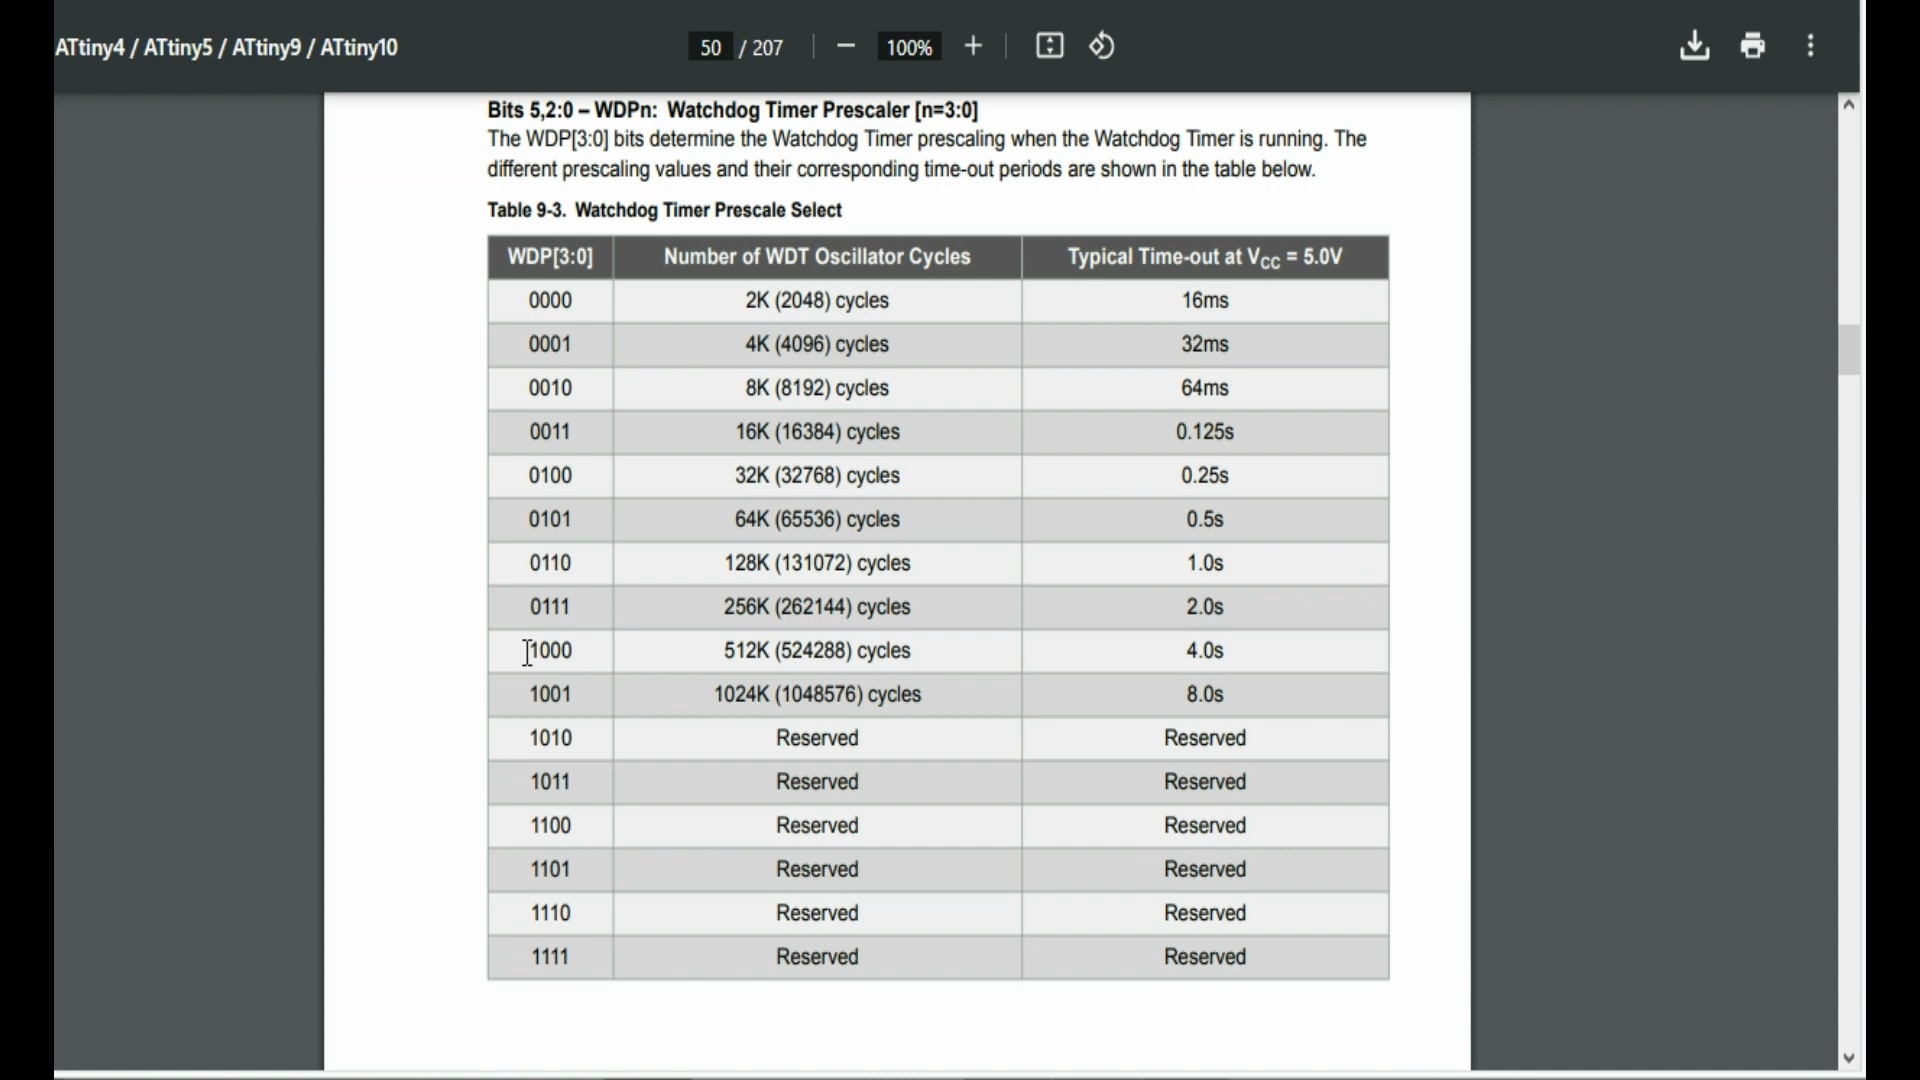 ATtiny4 / ATtiny5 / ATtiny9 / ATtiny10
50 / 207
100%
Bits 5,2:0 – WDPn: Watchdog Timer Prescaler [n=3:0]
The WDP[3:0] bits determine the Watchdog Timer prescaling when the Watchdog Timer is running. The
different prescaling values and their corresponding time-out periods are shown in the table below.
Table 9-3. Watchdog Timer Prescale Select
WDP[3:0] Number of WDT Oscillator Cycles Typical Time-out at VCC = 5.0V
0000 2K (2048) cycles 16ms
0001 4K (4096) cycles 32ms
0010 8K (8192) cycles 64ms
0011 16K (16384) cycles 0.125s
0100 32K (32768) cycles 0.25s
0101 64K (65536) cycles 0.5s
0110 128K (131072) cycles 1.0s
0111 256K (262144) cycles 2.0s
1000 512K (524288) cycles 4.0s
1001 1024K (1048576) cycles 8.0s
1010 Reserved Reserved
1011 Reserved Reserved
1100 Reserved Reserved
1101 Reserved Reserved
1110 Reserved Reserved
1111 Reserved Reserved